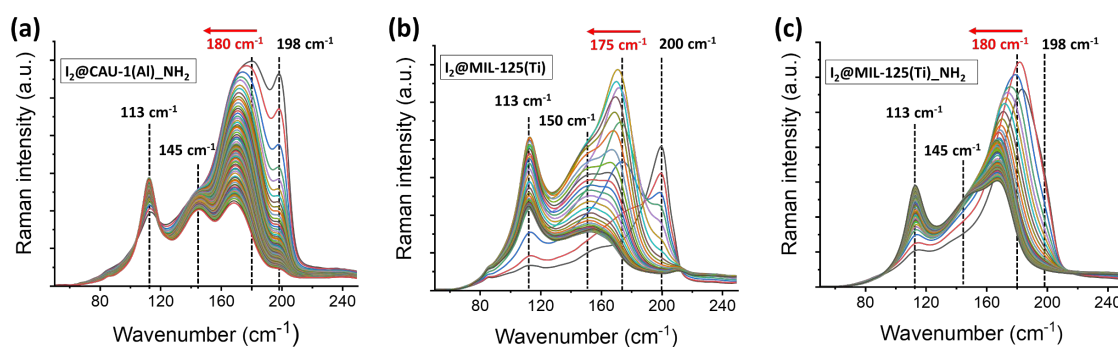 (a)
Raman intensity (a.u.)
I₂@CAU-1(Al)_NH₂
180 cm⁻¹
198 cm⁻¹
113 cm⁻¹
145 cm⁻¹
80 120 160 200 240
Wavenumber (cm⁻¹)
(b)
Raman intensity (a.u.)
I₂@MIL-125(Ti)
175 cm⁻¹
200 cm⁻¹
113 cm⁻¹
150 cm⁻¹
80 120 160 200 240
Wavenumber (cm⁻¹)
(c)
Raman intensity (a.u.)
I₂@MIL-125(Ti)_NH₂
180 cm⁻¹
198 cm⁻¹
113 cm⁻¹
145 cm⁻¹
80 120 160 200 240
Wavenumber (cm⁻¹)